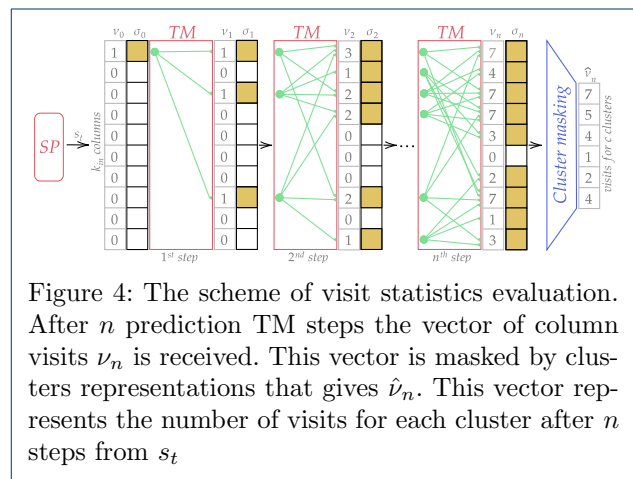 ν₀ σ₀ TM ν₁ σ₁ TM ν₂ σ₂ TM νₙ σₙ
1 1 3 7
0 0 1 4
0 1 2 7
0 0 2 7
0 0 0 3
0 0 0 0
0 0 0 2
0 1 2 7
0 0 0 1
0 0 1 3
SP
sₜ
kₘ columns
...
1ˢᵗ step
2ⁿᵈ step
nᵗʰ step
Cluster masking
ν̂ₙ
7
5
4
1
2
4
visits for c clusters
Figure 4: The scheme of visit statistics evaluation.
After n prediction TM steps the vector of column
visits νₙ is received. This vector is masked by clus-
ters representations that gives ν̂ₙ. This vector rep-
resents the number of visits for each cluster after n
steps from sₜ